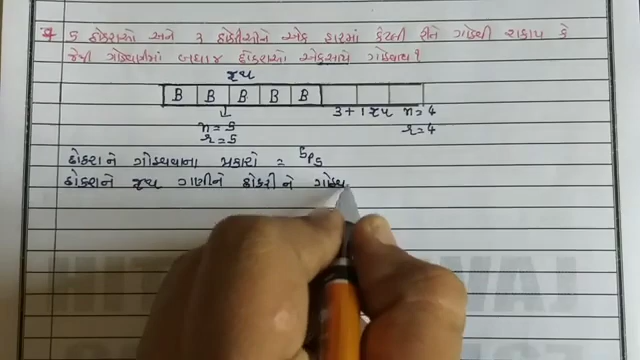 5 છોકરાઓ અને 3 છોકરીઓને એક હારમાં કેટલી રીતે ગોઠવી શકાય કે
જેથી ગોઠવણીમાં બધાજ છોકરાઓ એકસાથે ગોઠવાય?
ગ્રુપ
B B B B B
3+1 ગ્રુપ n=4
n=5
r=4
r=5
છોકરાને ગોઠવવાના પ્રકારો = 5P5
છોકરાને ગ્રુપ ગણીને છોકરીને ગોઠવ